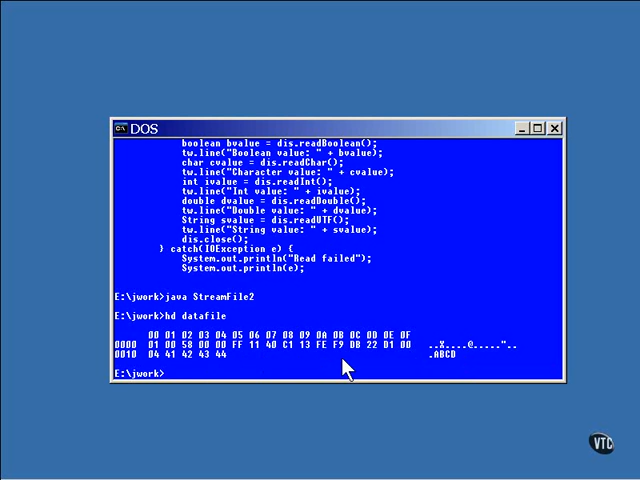 DOS
boolean bvalue = dis.readBoolean();
tw.line("Boolean value: " + bvalue);
char cvalue = dis.readChar();
tw.line("Character value: " + cvalue);
int ivalue = dis.readInt();
tw.line("Int value: " + ivalue);
double dvalue = dis.readDouble();
tw.line("Double value: " + dvalue);
String svalue = dis.readUTF();
tw.line("String value: " + svalue);
dis.close();
} catch(IOException e) {
System.out.println("Read failed");
System.out.println(e);
E:\jwork>java StreamFile2
E:\jwork>hd datafile
00 01 02 03 04 05 06 07 08 09 0A 0B 0C 0D 0E 0F
0000 01 00 58 00 00 FF 11 40 C1 13 FE F9 DB 22 D1 00 ..X....@.....”..
0010 04 41 42 43 44 .ABCD
E:\jwork>
VTC